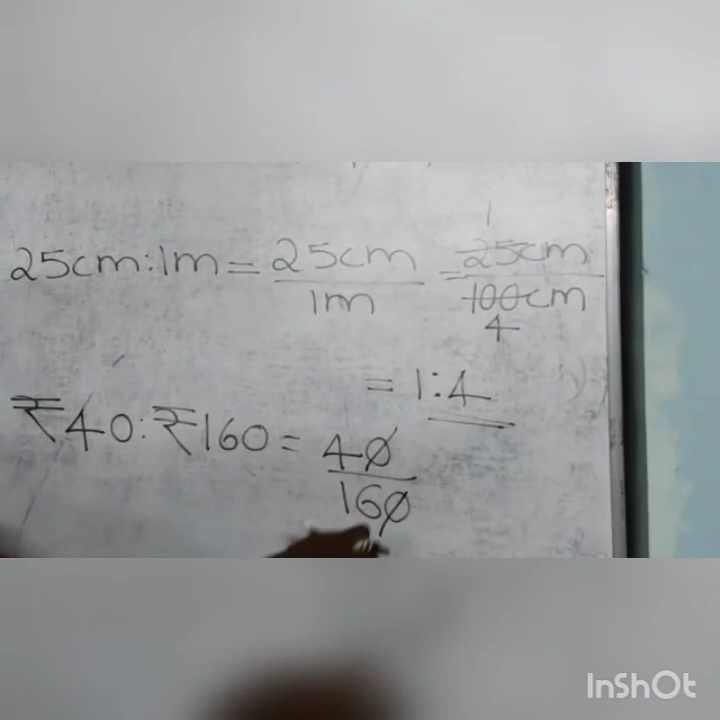 1
25cm:1m = 25cm = 25cm
1m 100cm
4
= 1:4
₹40:₹160 = 40
160
InShOt